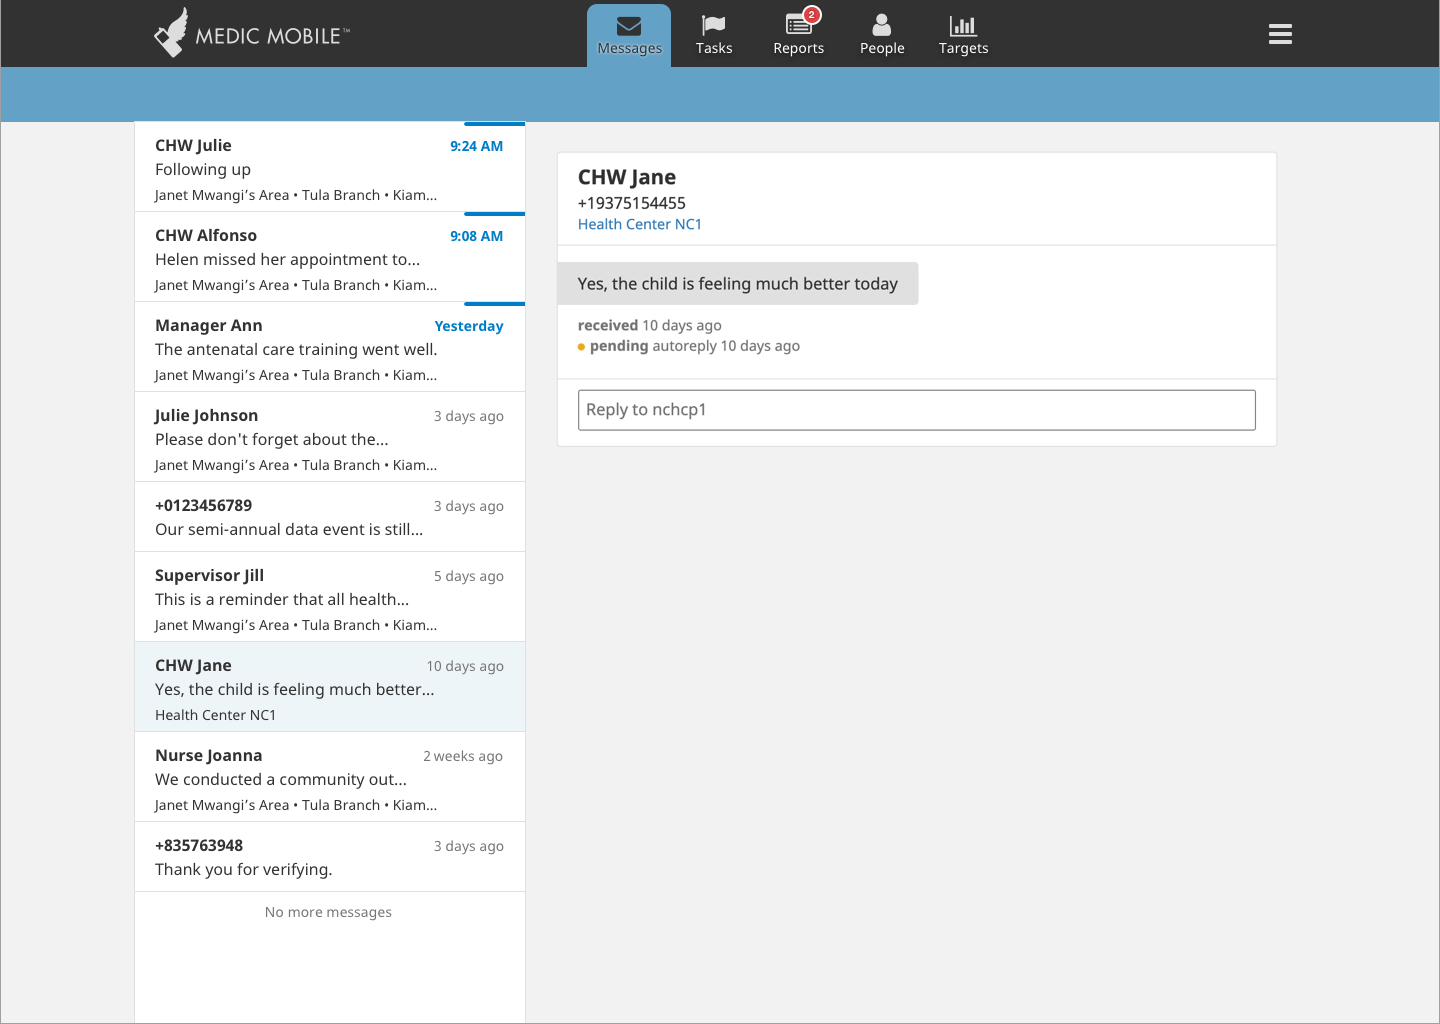 MEDIC MOBILE™
Messages
Tasks
2
Reports
People
Targets
CHW Julie 9:24 AM
Following up
Janet Mwangi’s Area • Tula Branch • Kiam...
CHW Alfonso 9:08 AM
Helen missed her appointment to...
Janet Mwangi’s Area • Tula Branch • Kiam...
Manager Ann Yesterday
The antenatal care training went well.
Janet Mwangi’s Area • Tula Branch • Kiam...
Julie Johnson 3 days ago
Please don't forget about the...
Janet Mwangi’s Area • Tula Branch • Kiam...
+0123456789 3 days ago
Our semi-annual data event is still...
Supervisor Jill 5 days ago
This is a reminder that all health...
Janet Mwangi’s Area • Tula Branch • Kiam...
CHW Jane 10 days ago
Yes, the child is feeling much better...
Health Center NC1
Nurse Joanna 2 weeks ago
We conducted a community out...
Janet Mwangi’s Area • Tula Branch • Kiam...
+835763948 3 days ago
Thank you for verifying.
No more messages
CHW Jane
+19375154455
Health Center NC1
Yes, the child is feeling much better today
received 10 days ago
pending autoreply 10 days ago
Reply to nchcp1